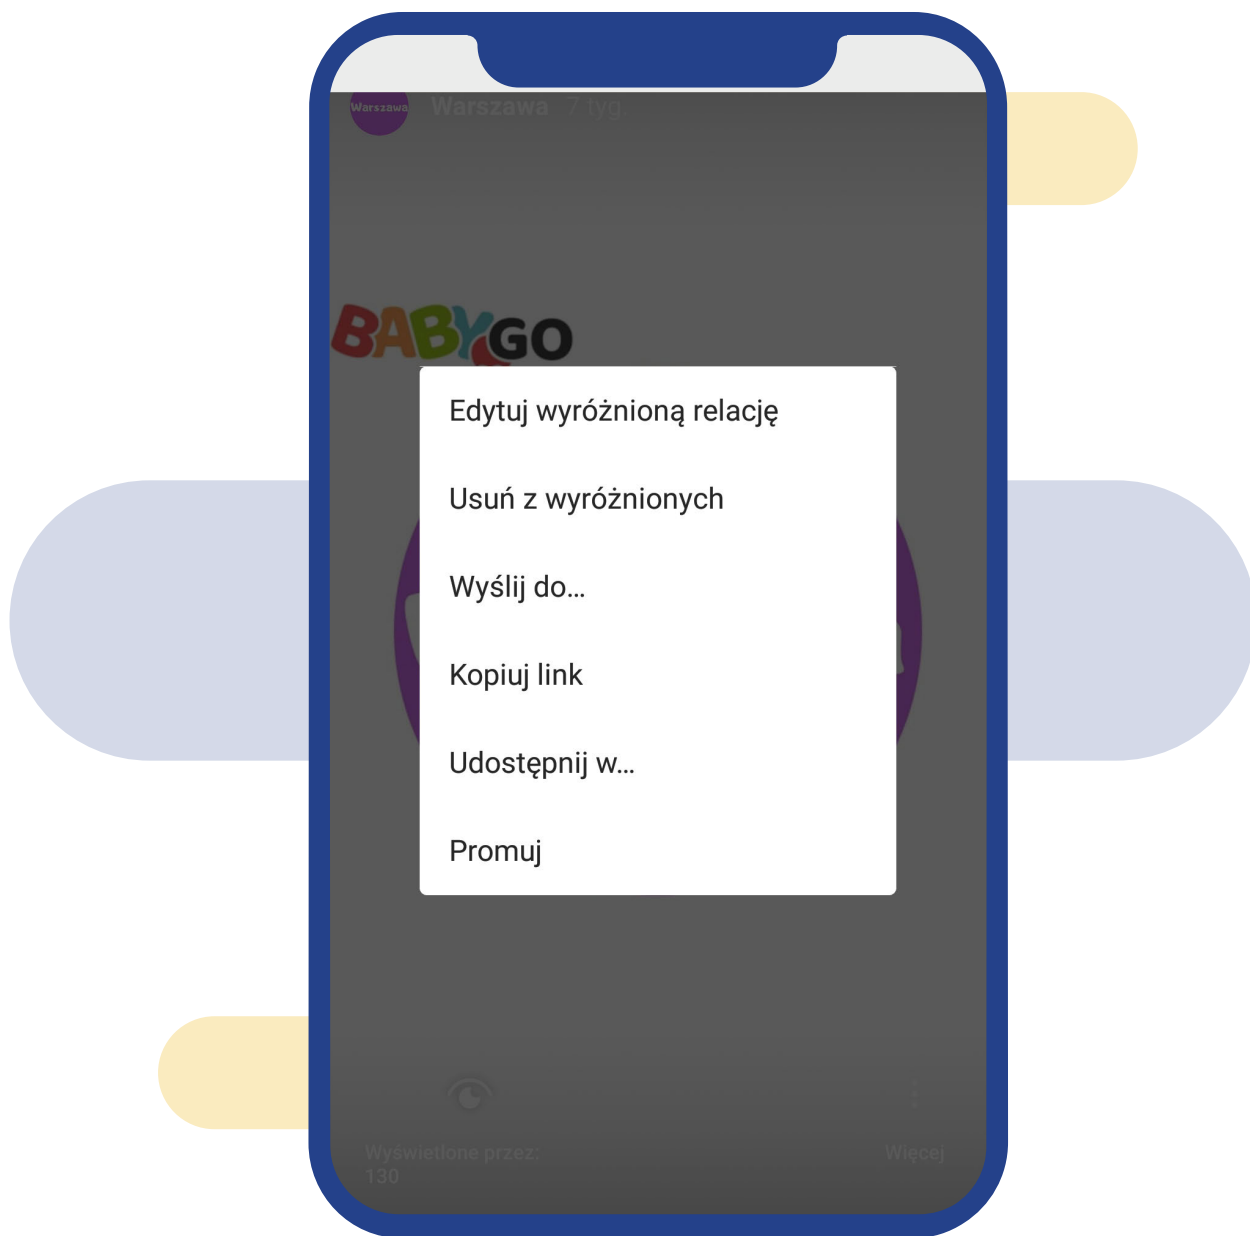 Warszawa
Warszawa 7 tyg.
BABYGO
Edytuj wyróżnioną relację
Usuń z wyróżnionych
Wyślij do...
Kopiuj link
Udostępnij w...
Promuj
Wyświetlone przez:
130
Więcej